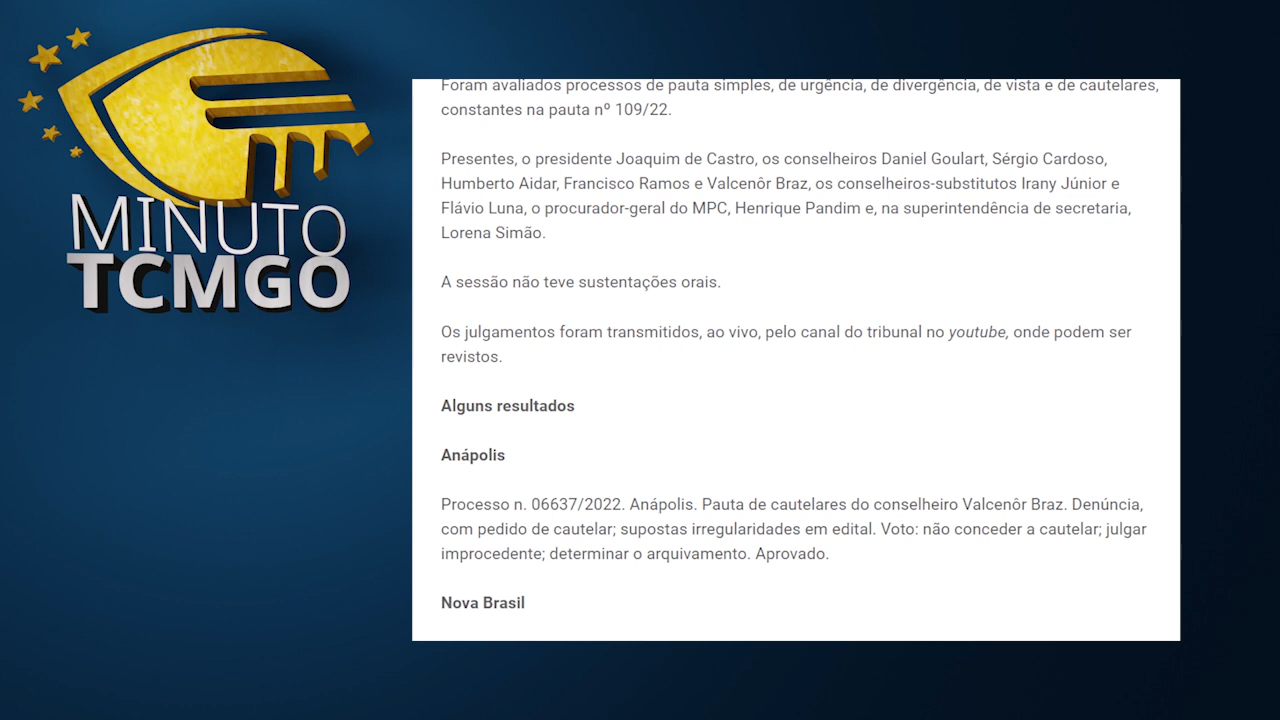 MINUTO
TCMGO
Foram avaliados processos de pauta simples, de urgência, de divergência, de vista e de cautelares,
constantes na pauta nº 109/22.
Presentes, o presidente Joaquim de Castro, os conselheiros Daniel Goulart, Sérgio Cardoso,
Humberto Aidar, Francisco Ramos e Valcenôr Braz, os conselheiros-substitutos Irany Júnior e
Flávio Luna, o procurador-geral do MPC, Henrique Pandim e, na superintendência de secretaria,
Lorena Simão.
A sessão não teve sustentações orais.
Os julgamentos foram transmitidos, ao vivo, pelo canal do tribunal no youtube, onde podem ser
revistos.
Alguns resultados
Anápolis
Processo n. 06637/2022. Anápolis. Pauta de cautelares do conselheiro Valcenôr Braz. Denúncia,
com pedido de cautelar; supostas irregularidades em edital. Voto: não conceder a cautelar; julgar
improcedente; determinar o arquivamento. Aprovado.
Nova Brasil